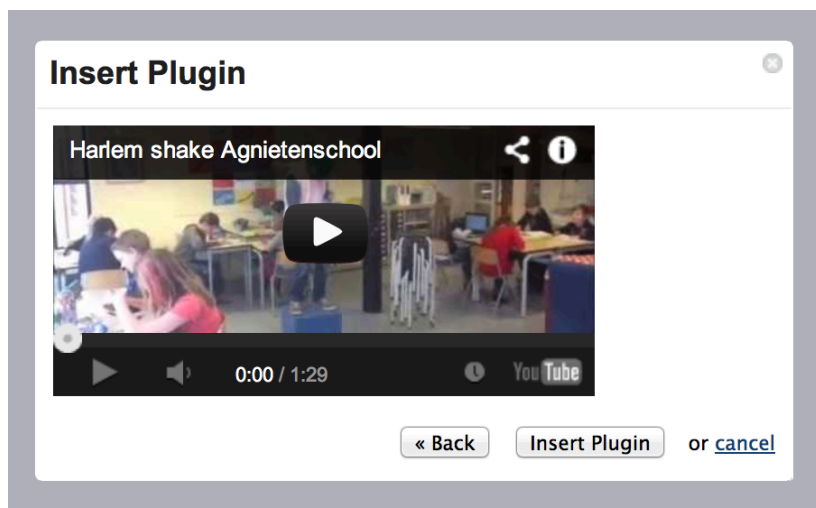 Insert Plugin
Harlem shake Agnietenschool
0:00 / 1:29
YouTube
« Back
Insert Plugin
or cancel